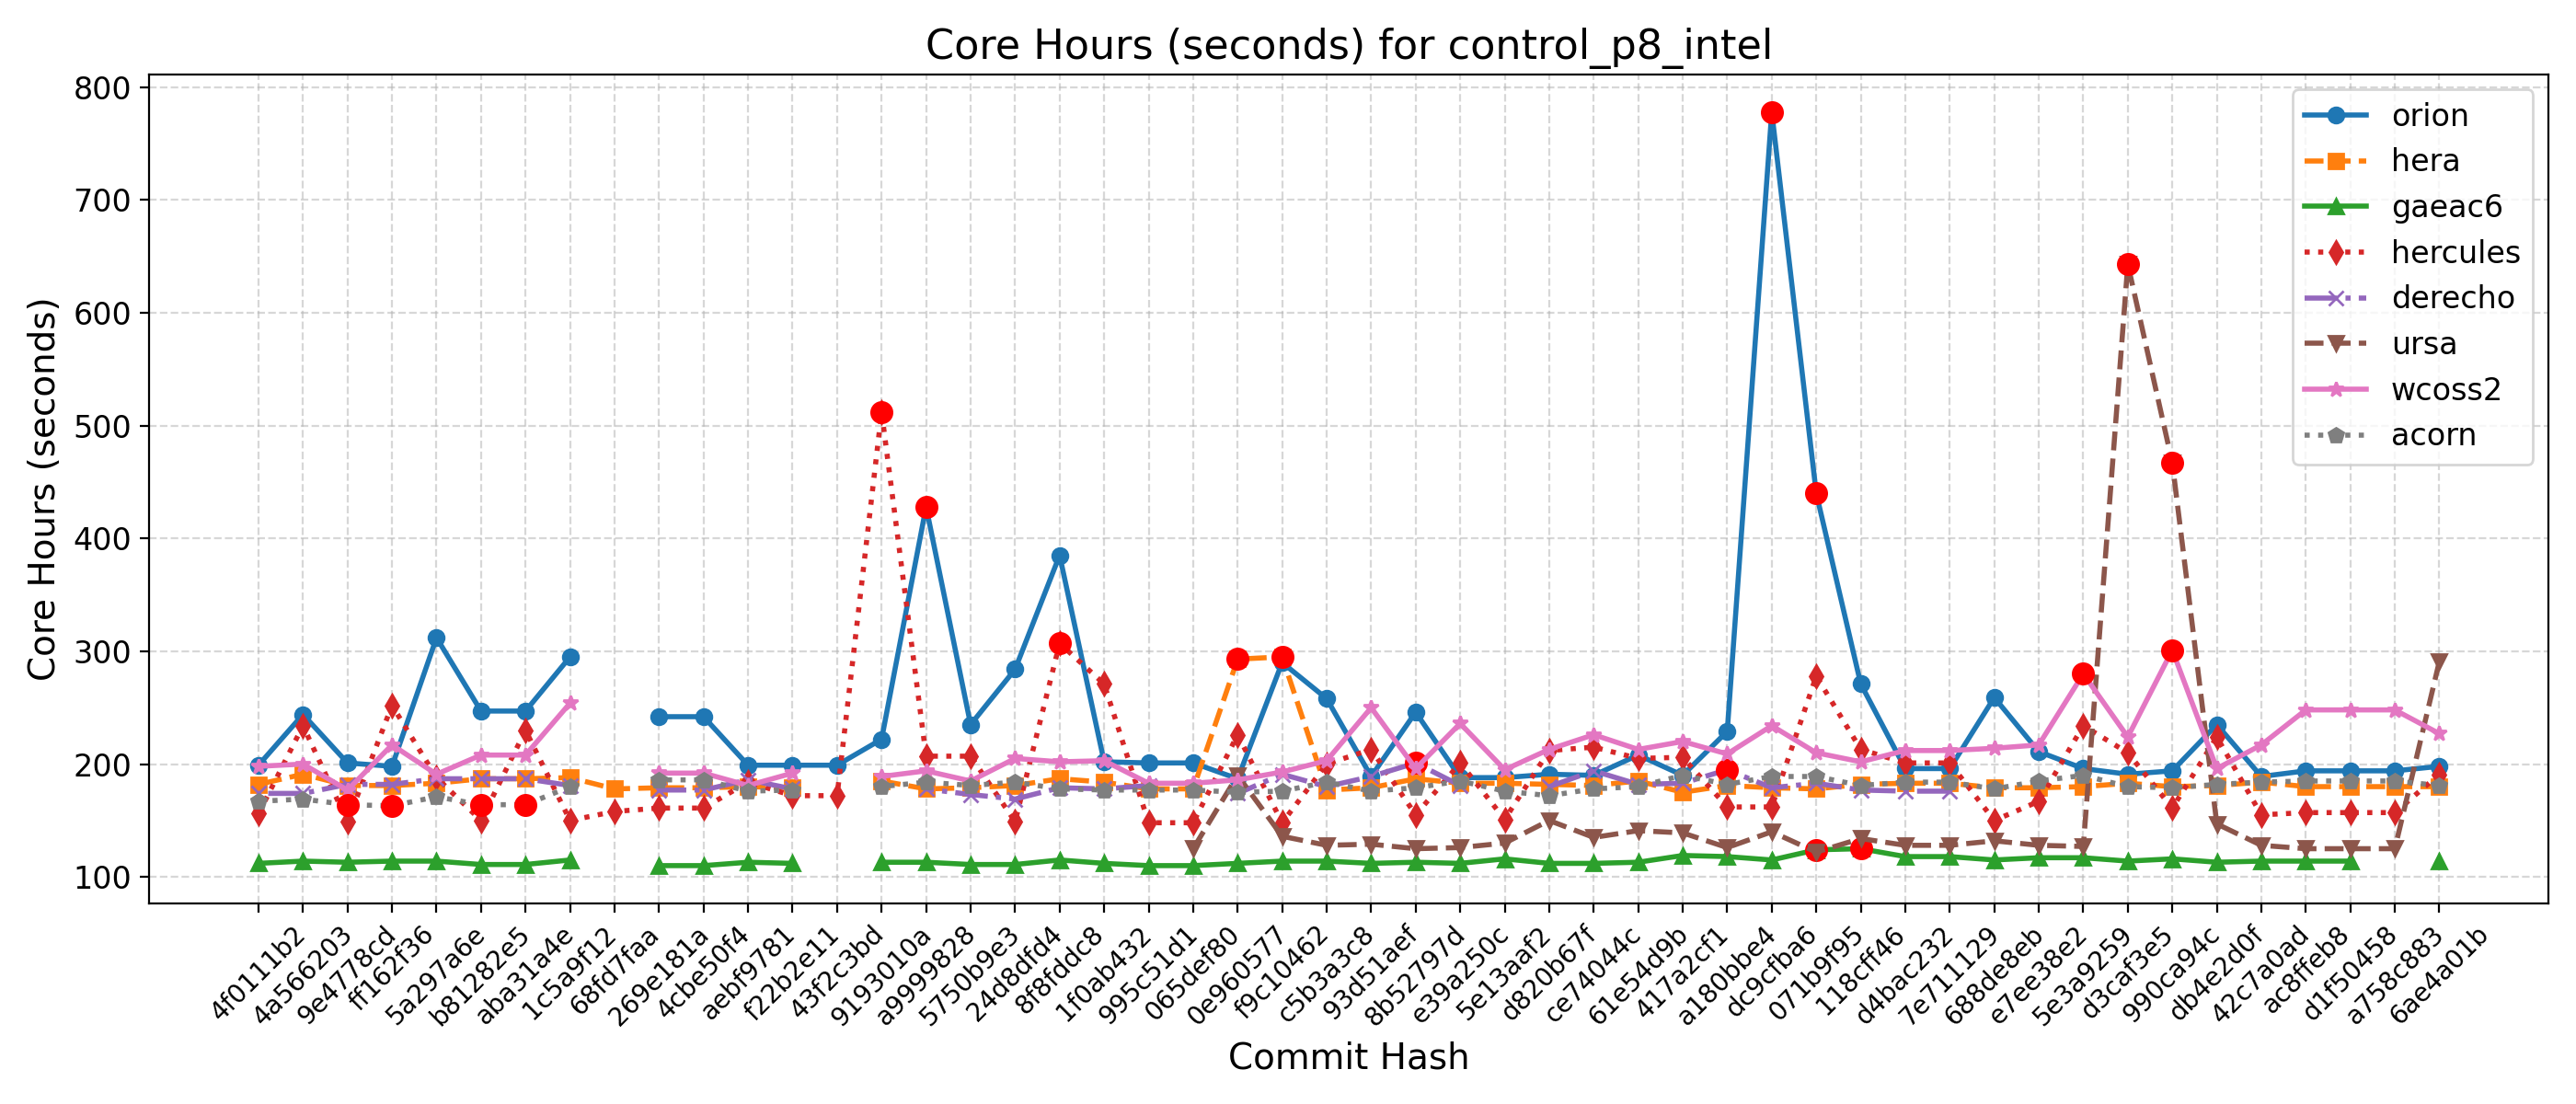 Core Hours (seconds) for control_p8_intel
Core Hours (seconds)
800
700
600
500
400
300
200
100
orion
hera
gaeac6
hercules
derecho
ursa
wcoss2
acorn
4f0111b2
4a566203
9e4778cd
ff162f36
5a297a6e
b81282e5
aba31a4e
1c5a9f12
68fd7faa
269e181a
4cbe50f4
aebf9781
f22b2e11
43f2c3bd
9193010a
a9999828
5750b9e3
24d8dfd4
8f8fddc8
1f0ab432
995c51d1
065def80
0e960577
f9c10462
c5b3a3c8
93d51aef
8b52797d
e39a250c
5e13aaf2
d820b67f
ce74044c
61e54d9b
417a2cf1
a180bbe4
dc9cfba6
071b9f95
118cff46
d4bac232
7e711129
688de8eb
e7ee38e2
5e3a9259
d3caf3e5
990ca94c
db4e2d0f
42c7a0ad
ac8ffeb8
d1f50458
a758c883
6ae4a01b
Commit Hash